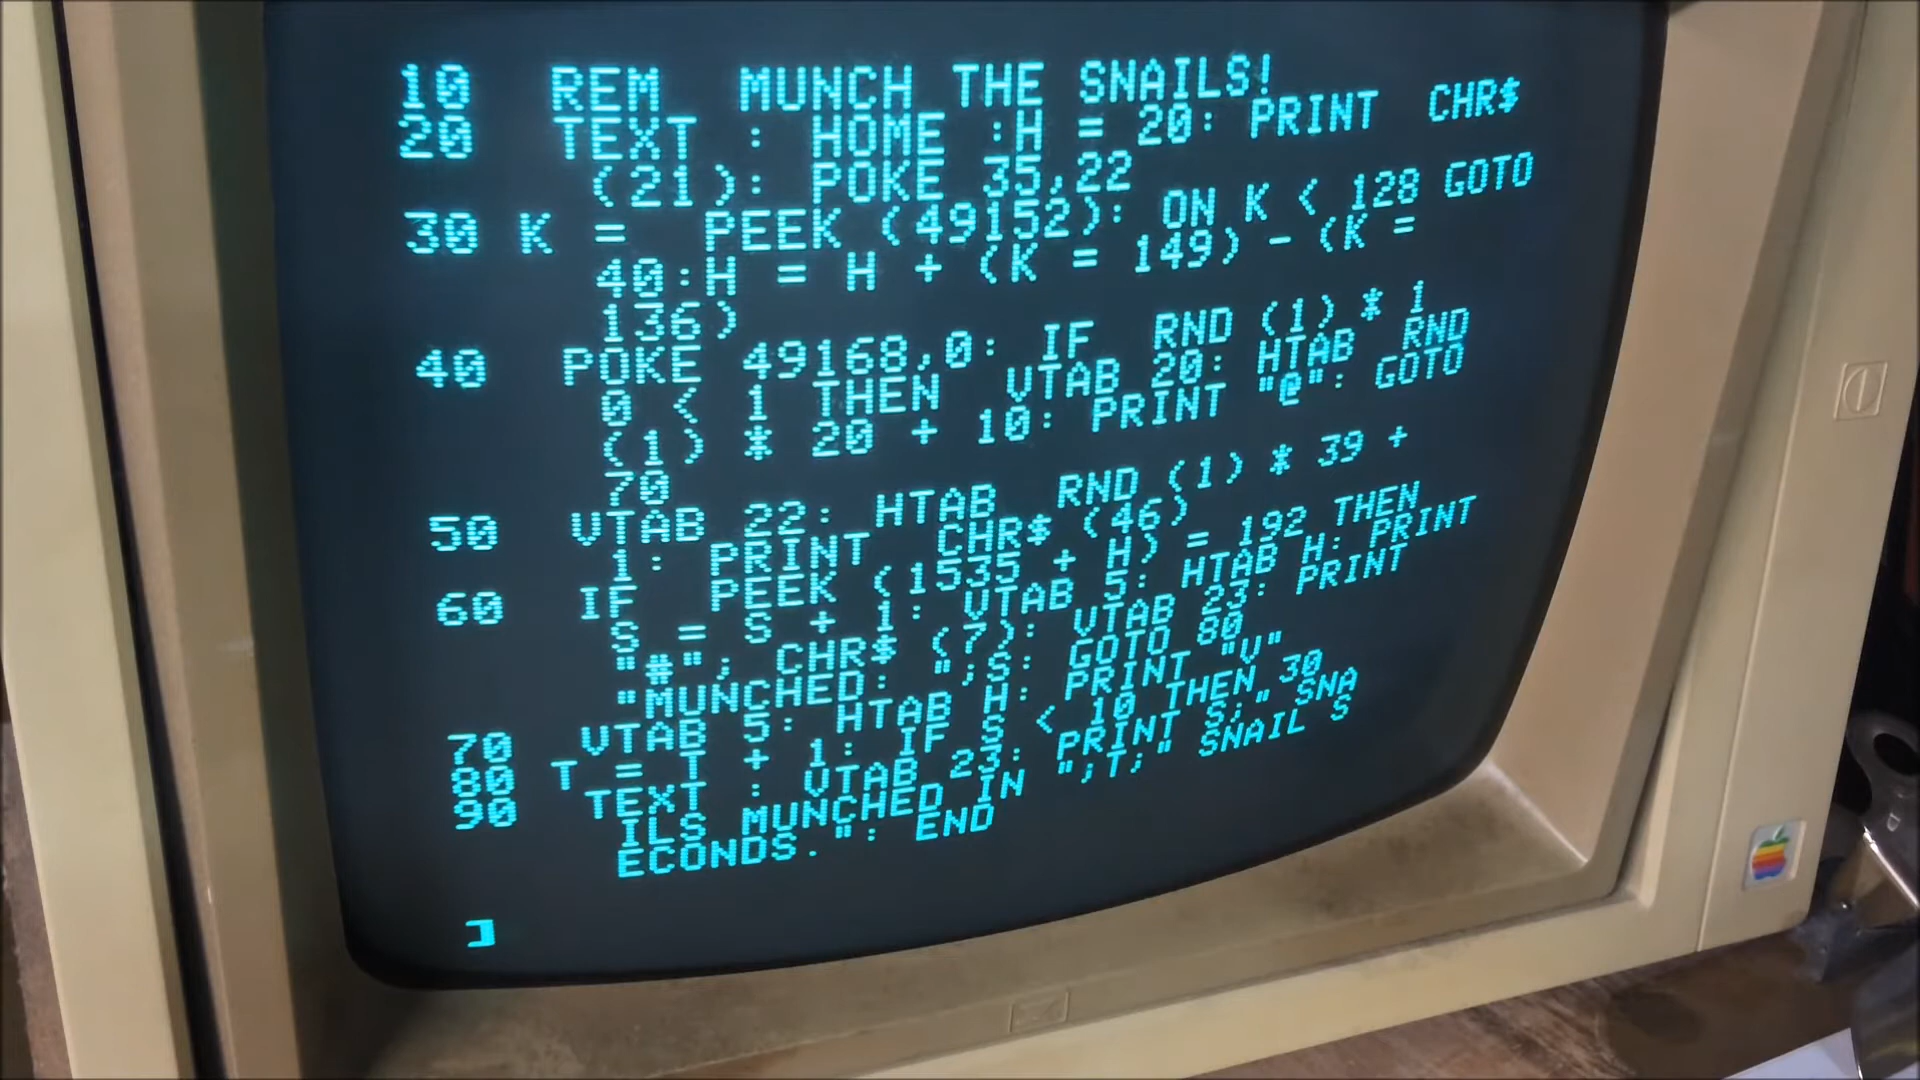 10  REM  MUNCH THE SNAILS!
20  TEXT : HOME :H = 20: PRINT  CHR$
(21): POKE 35,22
30 K =  PEEK (49152): ON K < 128 GOTO
40:H = H + (K = 149) - (K =
136)
40  POKE 49168,0: IF  RND (1) * 1
0 < 1 THEN  VTAB 20: HTAB  RND
(1) * 20 + 10: PRINT "@": GOTO
70
50  VTAB 22: HTAB  RND (1) * 39 +
1: PRINT  CHR$ (46)
60  IF  PEEK (1535 + H) = 192 THEN
S = S + 1: VTAB 5: HTAB H: PRINT
"#"; CHR$ (7): VTAB 23: PRINT
"MUNCHED: ";S: GOTO 80
70  VTAB 5: HTAB H: PRINT "V"
80 T = T + 1: IF S < 10 THEN 30
90  TEXT : VTAB 23: PRINT S;" SNA
ILS MUNCHED IN ";T;" SNAIL S
ECONDS.": END
]